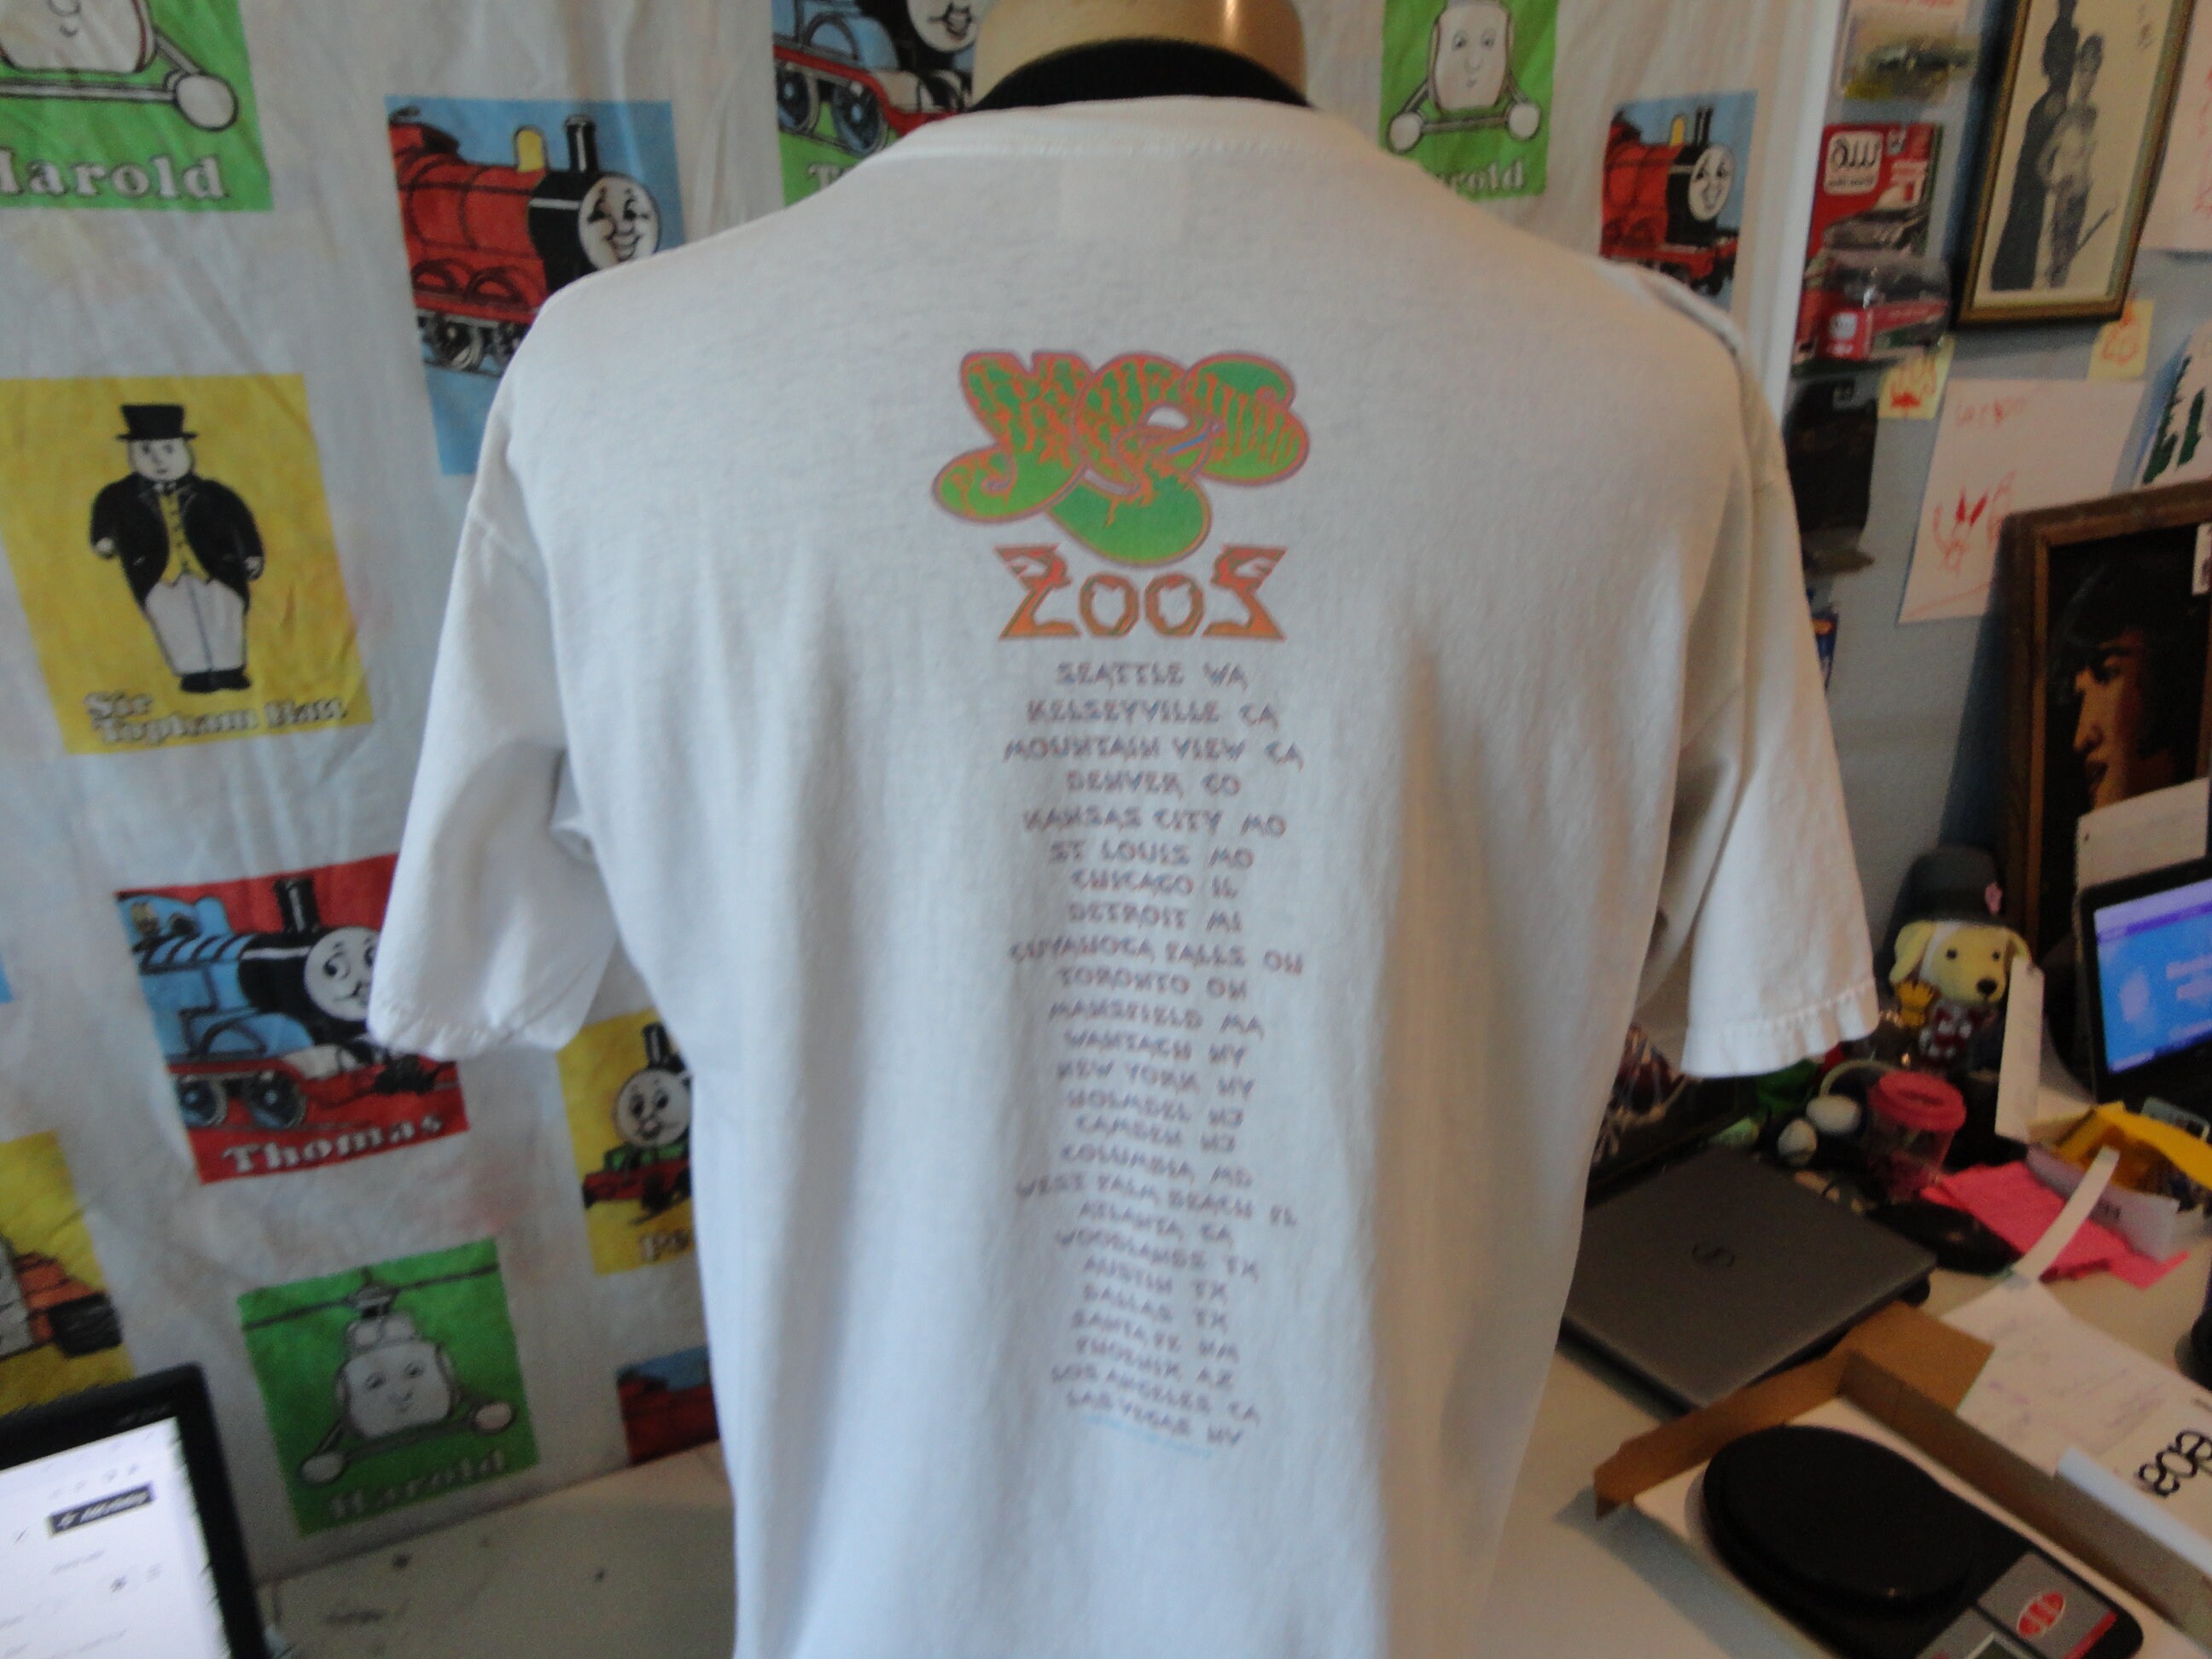 Harold
Harold
Sir
Topham Hatt
Thomas
Harold
Yes
2002
SEATTLE WA
KELSEYVILLE CA
MOUNTAIN VIEW CA
DENVER CO
KANSAS CITY MO
ST LOUIS MO
CHICAGO IL
DETROIT MI
CUYAHOGA FALLS OH
TORONTO ON
MANSFIELD MA
WANTAGH NY
NEW YORK NY
HOLMDEL NJ
CAMDEN NJ
COLUMBIA MD
WEST PALM BEACH FL
ATLANTA GA
WOODLANDS TX
AUSTIN TX
DALLAS TX
SANTA FE NM
PHOENIX AZ
LOS ANGELES CA
LAS VEGAS NV